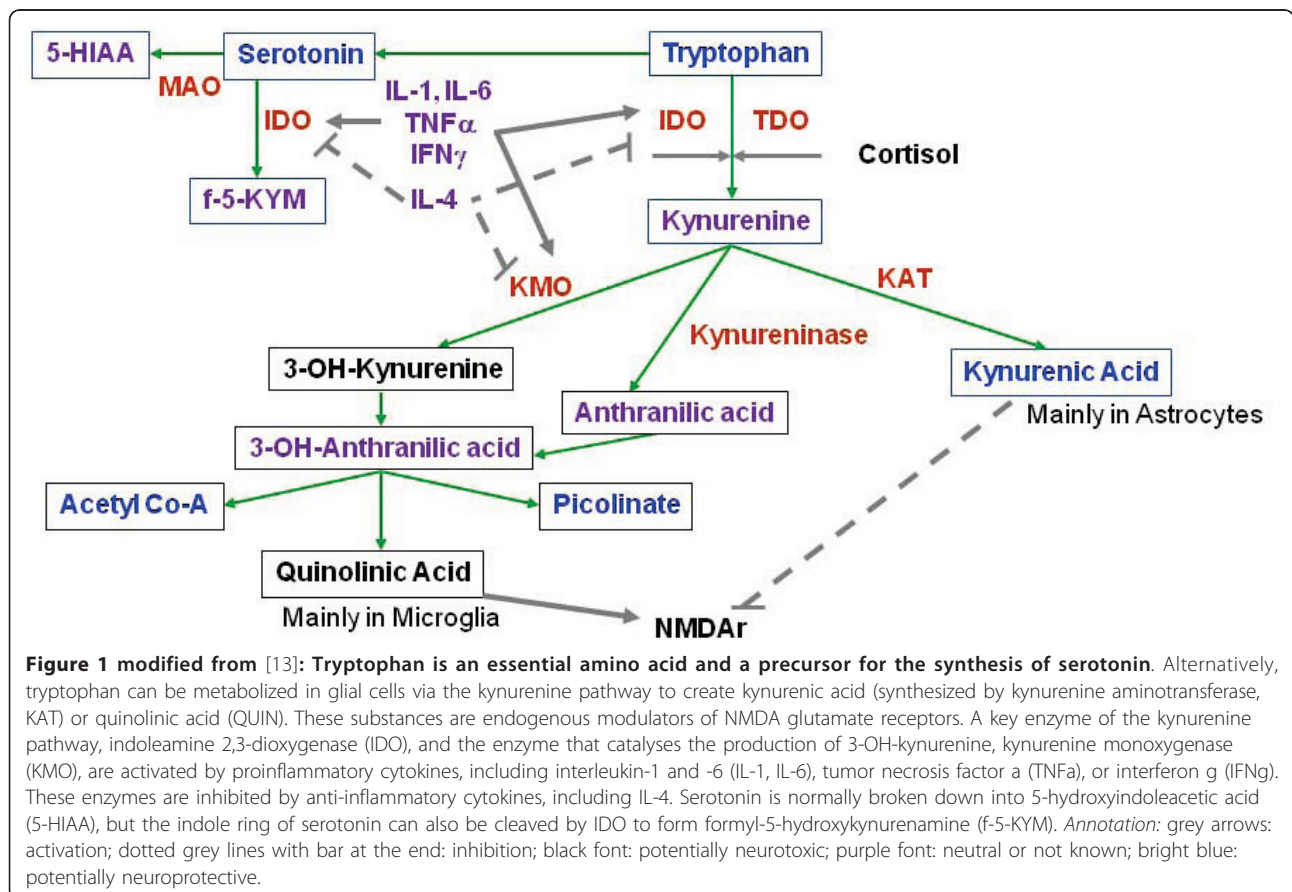 5-HIAA
Serotonin
Tryptophan
MAO
IDO
IL-1, IL-6
TNFα
IFNγ
IL-4
IDO
TDO
Cortisol
f-5-KYM
Kynurenine
KMO
KAT
Kynureninase
3-OH-Kynurenine
Kynurenic Acid
Mainly in Astrocytes
Anthranilic acid
3-OH-Anthranilic acid
Acetyl Co-A
Picolinate
Quinolinic Acid
Mainly in Microglia
NMDAr
Figure 1 modified from [13]: Tryptophan is an essential amino acid and a precursor for the synthesis of serotonin. Alternatively,
tryptophan can be metabolized in glial cells via the kynurenine pathway to create kynurenic acid (synthesized by kynurenine aminotransferase,
KAT) or quinolinic acid (QUIN). These substances are endogenous modulators of NMDA glutamate receptors. A key enzyme of the kynurenine
pathway, indoleamine 2,3-dioxygenase (IDO), and the enzyme that catalyses the production of 3-OH-kynurenine, kynurenine monoxygenase
(KMO), are activated by proinflammatory cytokines, including interleukin-1 and -6 (IL-1, IL-6), tumor necrosis factor a (TNFa), or interferon g (IFNg).
These enzymes are inhibited by anti-inflammatory cytokines, including IL-4. Serotonin is normally broken down into 5-hydroxyindoleacetic acid
(5-HIAA), but the indole ring of serotonin can also be cleaved by IDO to form formyl-5-hydroxykynurenamine (f-5-KYM). Annotation: grey arrows:
activation; dotted grey lines with bar at the end: inhibition; black font: potentially neurotoxic; purple font: neutral or not known; bright blue:
potentially neuroprotective.